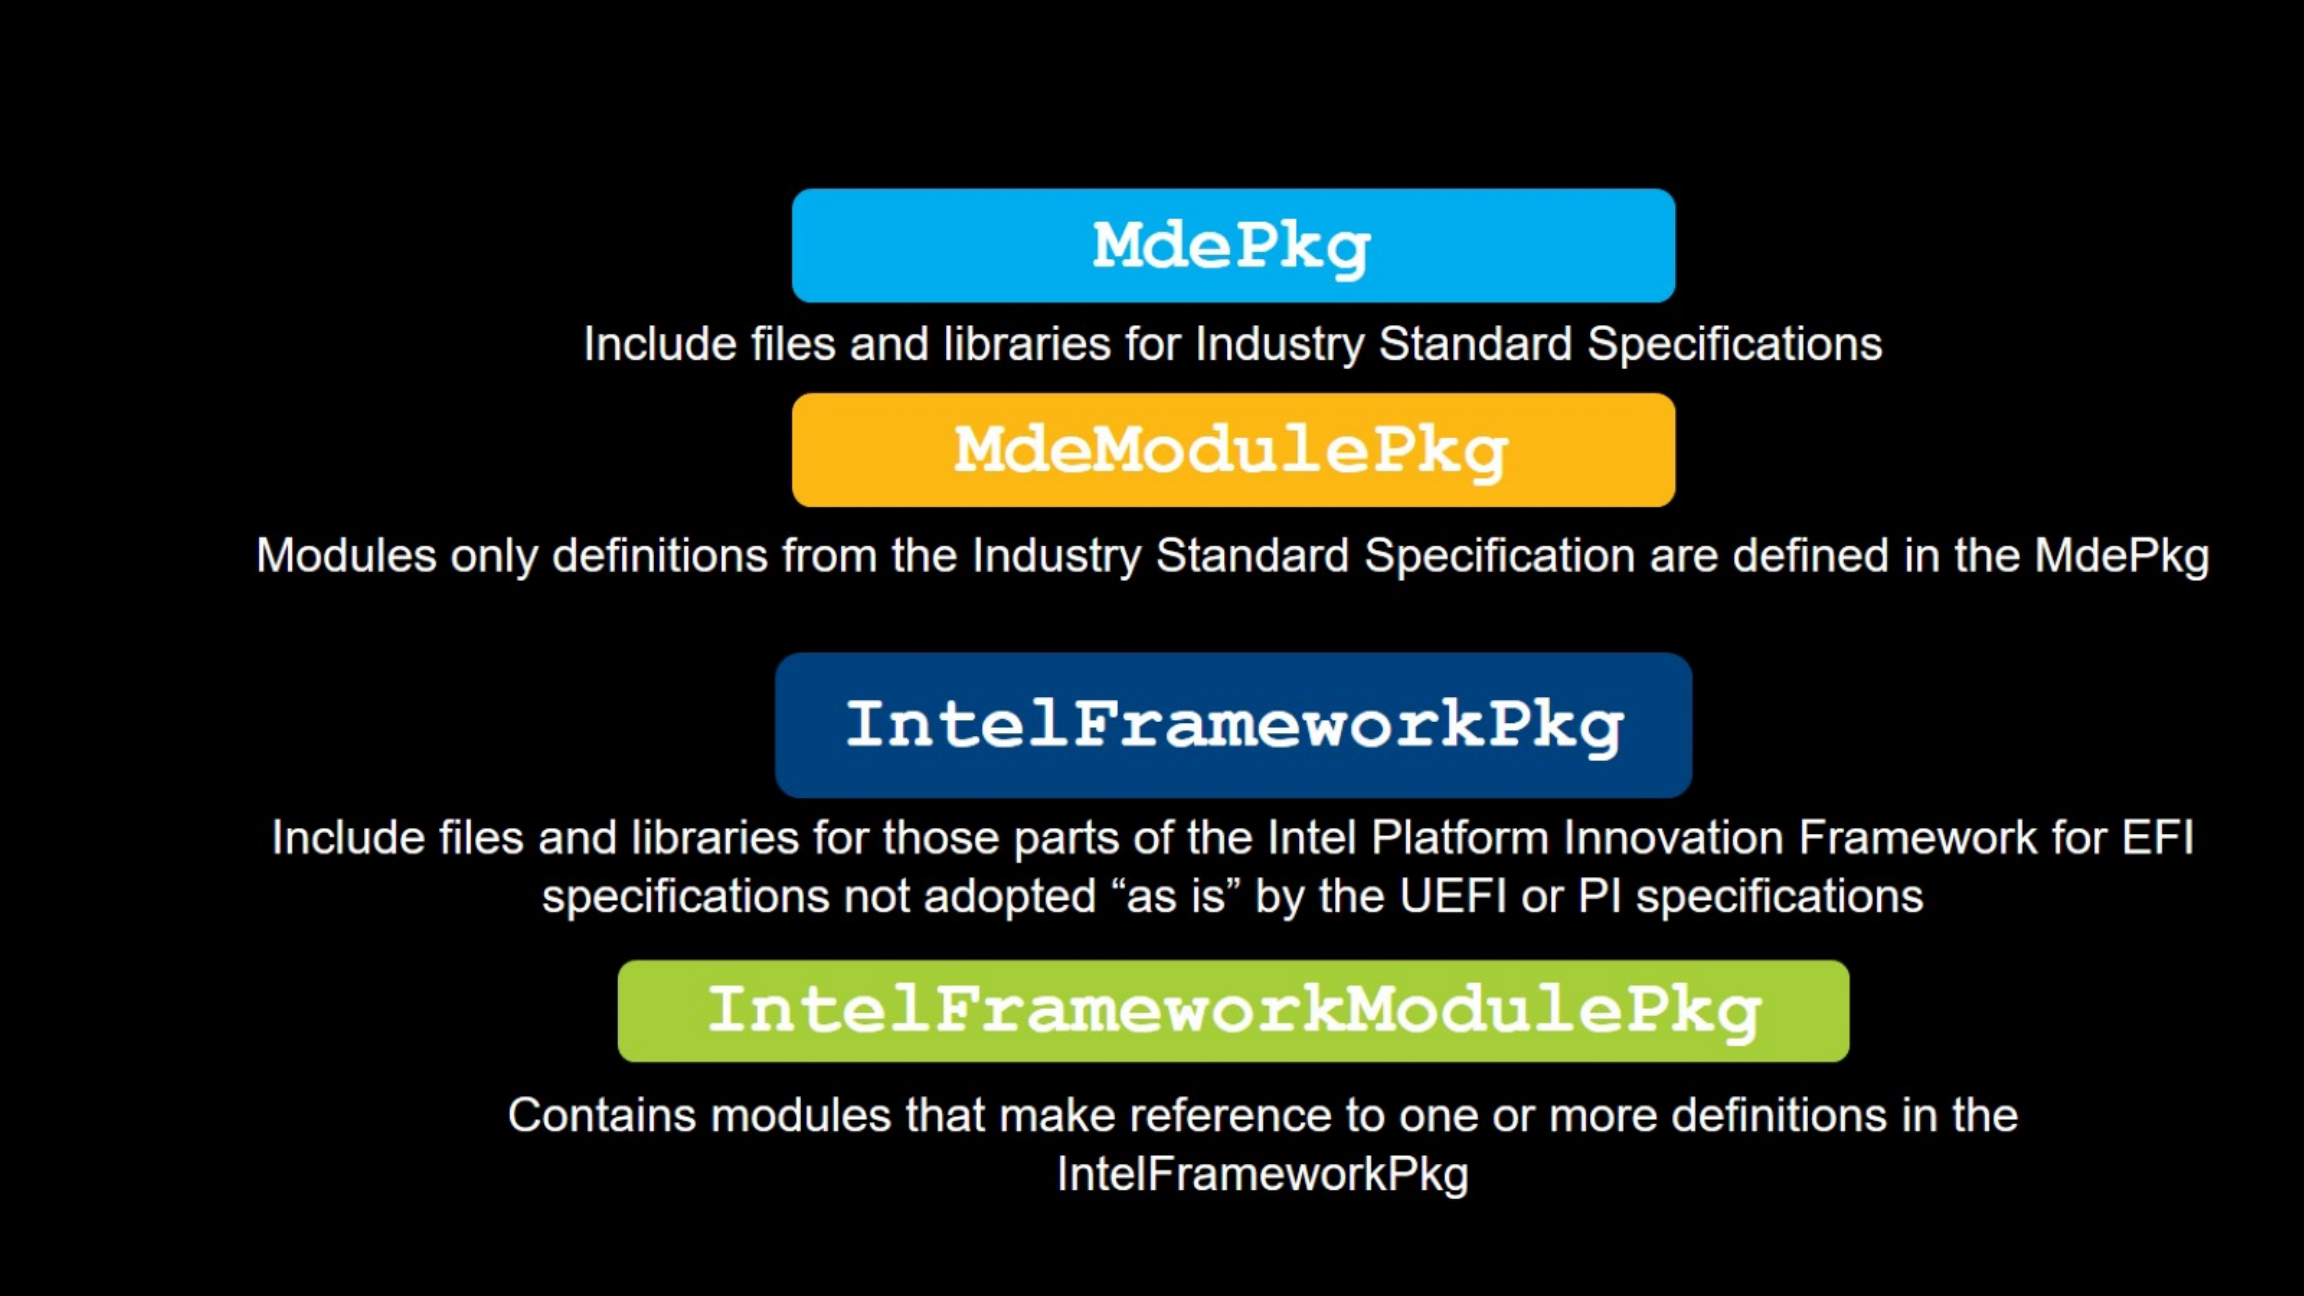 MdePkg
Include files and libraries for Industry Standard Specifications
MdeModulePkg
Modules only definitions from the Industry Standard Specification are defined in the MdePkg
IntelFrameworkPkg
Include files and libraries for those parts of the Intel Platform Innovation Framework for EFI
specifications not adopted “as is” by the UEFI or PI specifications
IntelFrameworkModulePkg
Contains modules that make reference to one or more definitions in the
IntelFrameworkPkg